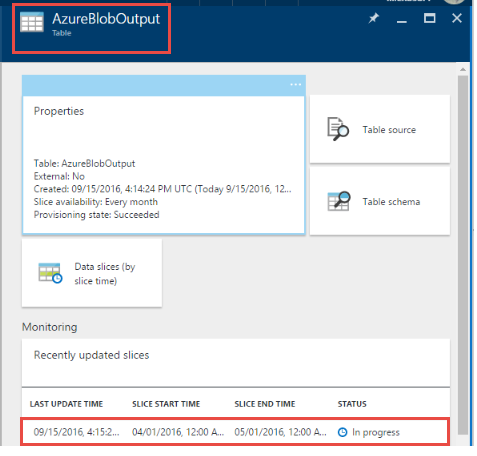 AzureBlobOutput
Table
Properties
Table: AzureBlobOutput
External: No
Created: 09/15/2016, 4:14:24 PM UTC (Today 9/15/2016, 12...
Slice availability: Every month
Provisioning state: Succeeded
Table source
Table schema
Data slices (by
slice time)
Monitoring
Recently updated slices
LAST UPDATE TIME SLICE START TIME SLICE END TIME STATUS
09/15/2016, 4:15:2... 04/01/2016, 12:00 A... 05/01/2016, 12:00 A... In progress